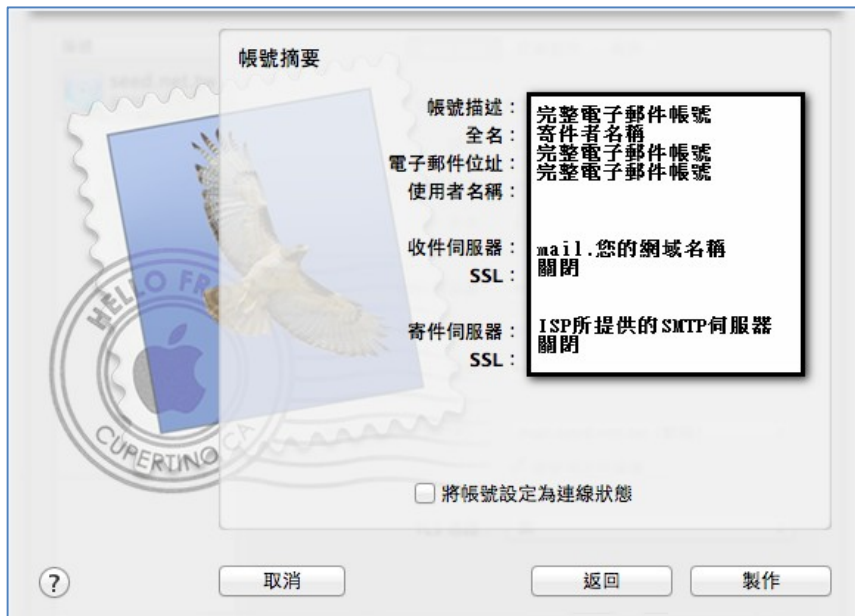 帳號摘要
帳號描述： 完整電子郵件帳號
全名： 寄件者名稱
電子郵件位址： 完整電子郵件帳號
使用者名稱： 完整電子郵件帳號
收件伺服器： mail.您的網域名稱
SSL： 關閉
寄件伺服器： ISP所提供的SMTP伺服器
SSL： 關閉
HELLO FR
CUPERTINO CA
將帳號設定為連線狀態
? 取消 返回 製作